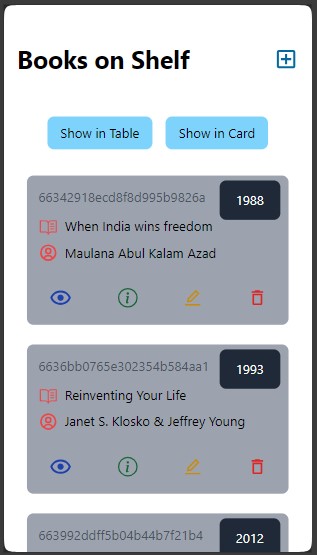 Books on Shelf
Show in Table
Show in Card
66342918ecd8f8d995b9826a
1988
When India wins freedom
Maulana Abul Kalam Azad
6636bb0765e302354b584aa1
1993
Reinventing Your Life
Janet S. Klosko & Jeffrey Young
663992ddff5b04b44b7f21b4
2012